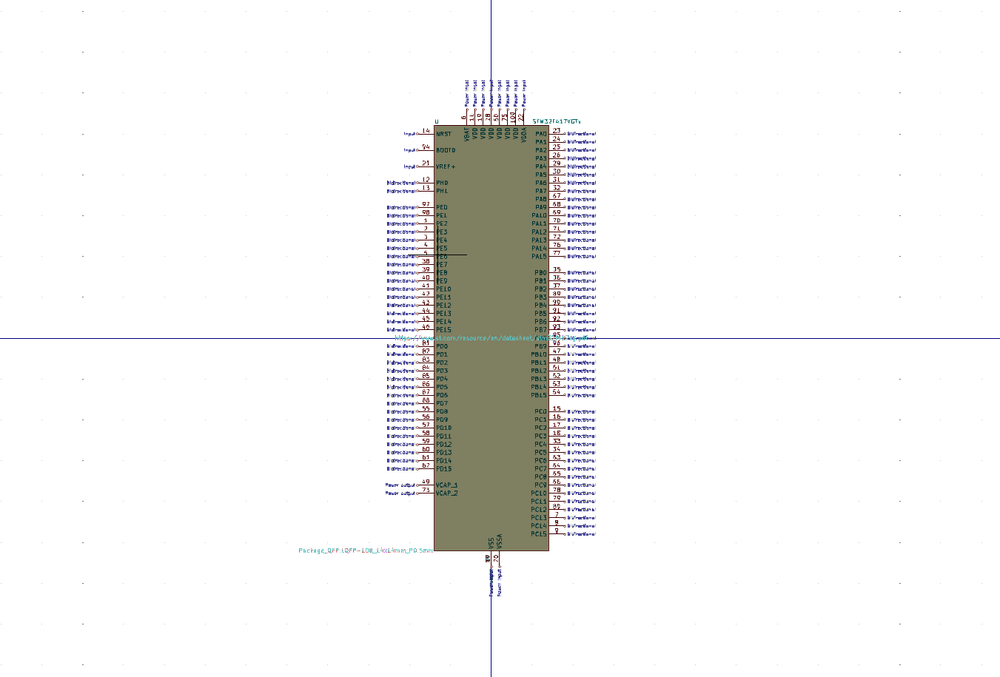 Power input Power input Power input Power input Power input Power input Power input Power input
6 11 19 28 50 75 100 22
VBAT VDD VDD VDD VDD VDD VDD VDDA
U
STM32F417VGTx
Input 14 NRST
Input 94 BOOT0
Input 21 VREF+
Bidirectional 12 PH0
Bidirectional 13 PH1
Bidirectional 97 PE0
Bidirectional 98 PE1
Bidirectional 1 PE2
Bidirectional 2 PE3
Bidirectional 3 PE4
Bidirectional 4 PE5
Bidirectional 5 PE6
Bidirectional 38 PE7
Bidirectional 39 PE8
Bidirectional 40 PE9
Bidirectional 41 PE10
Bidirectional 42 PE11
Bidirectional 43 PE12
Bidirectional 44 PE13
Bidirectional 45 PE14
Bidirectional 46 PE15
Bidirectional 81 PD0
Bidirectional 82 PD1
Bidirectional 83 PD2
Bidirectional 84 PD3
Bidirectional 85 PD4
Bidirectional 86 PD5
Bidirectional 87 PD6
Bidirectional 88 PD7
Bidirectional 55 PD8
Bidirectional 56 PD9
Bidirectional 57 PD10
Bidirectional 58 PD11
Bidirectional 59 PD12
Bidirectional 60 PD13
Bidirectional 61 PD14
Bidirectional 62 PD15
Power output 49 VCAP_1
Power output 73 VCAP_2
PA0 23 Bidirectional
PA1 24 Bidirectional
PA2 25 Bidirectional
PA3 26 Bidirectional
PA4 29 Bidirectional
PA5 30 Bidirectional
PA6 31 Bidirectional
PA7 32 Bidirectional
PA8 67 Bidirectional
PA9 68 Bidirectional
PA10 69 Bidirectional
PA11 70 Bidirectional
PA12 71 Bidirectional
PA13 72 Bidirectional
PA14 76 Bidirectional
PA15 77 Bidirectional
PB0 35 Bidirectional
PB1 36 Bidirectional
PB2 37 Bidirectional
PB3 89 Bidirectional
PB4 90 Bidirectional
PB5 91 Bidirectional
PB6 92 Bidirectional
PB7 93 Bidirectional
95
PB9 96 Bidirectional
PB10 47 Bidirectional
PB11 48 Bidirectional
PB12 51 Bidirectional
PB13 52 Bidirectional
PB14 53 Bidirectional
PB15 54 Bidirectional
PC0 15 Bidirectional
PC1 16 Bidirectional
PC2 17 Bidirectional
PC3 18 Bidirectional
PC4 33 Bidirectional
PC5 34 Bidirectional
PC6 63 Bidirectional
PC7 64 Bidirectional
PC8 65 Bidirectional
PC9 66 Bidirectional
PC10 78 Bidirectional
PC11 79 Bidirectional
PC12 80 Bidirectional
PC13 7 Bidirectional
PC14 8 Bidirectional
PC15 9 Bidirectional
VSS VSSA
20
Power input
Package_QFP:LQFP-100_14x14mm_P0.5mm